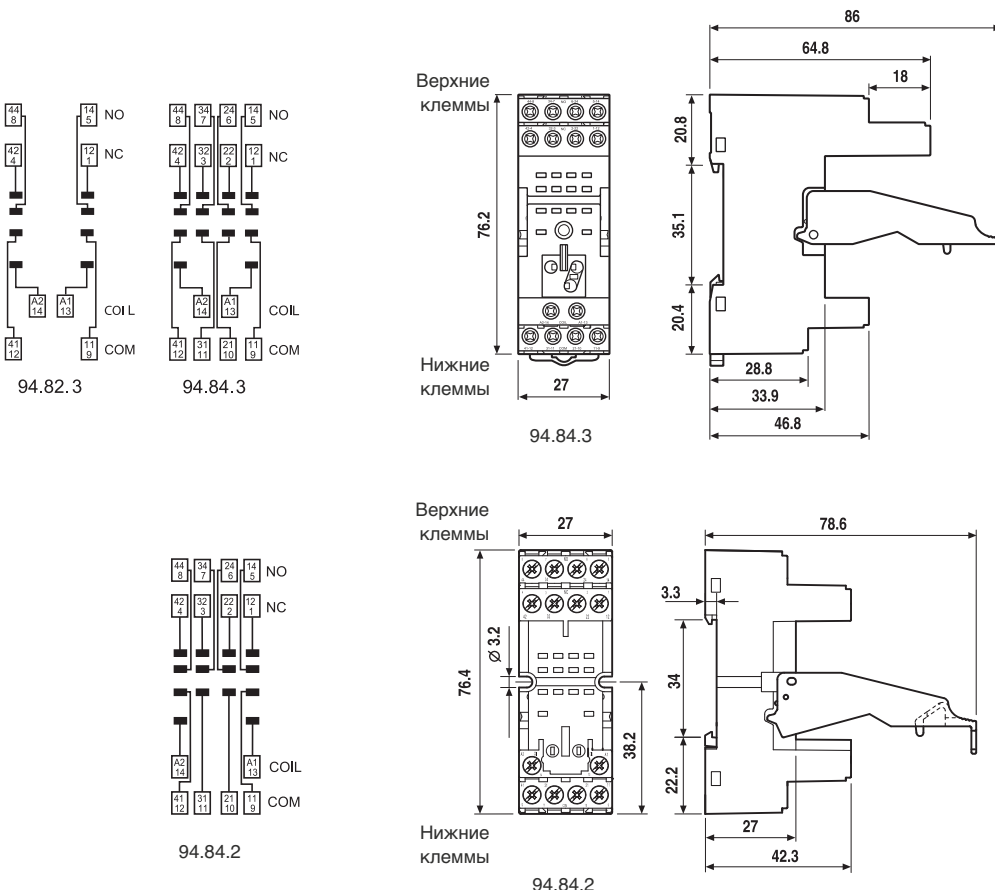 86
64.8
18
Верхние
клеммы
44 8
14 5
NO
44 8
34 7
24 6
14 5
NO
42 4
12 1
NC
42 4
32 3
22 2
12 1
NC
20.8
76.2
35.1
A2 14
A1 13
COIL
A2 14
A1 13
COIL
20.4
41 12
11 9
COM
41 12
31 11
21 10
11 9
COM
Нижние
клеммы
27
28.8
33.9
46.8
94.82.3
94.84.3
94.84.3
Верхние
клеммы
27
78.6
44 8
34 7
24 6
14 5
NO
42 4
32 3
22 2
12 1
NC
3.3
Ø 3.2
76.4
34
38.2
22.2
A2 14
A1 13
COIL
41 12
31 11
21 10
11 9
COM
Нижние
клеммы
27
42.3
94.84.2
94.84.2